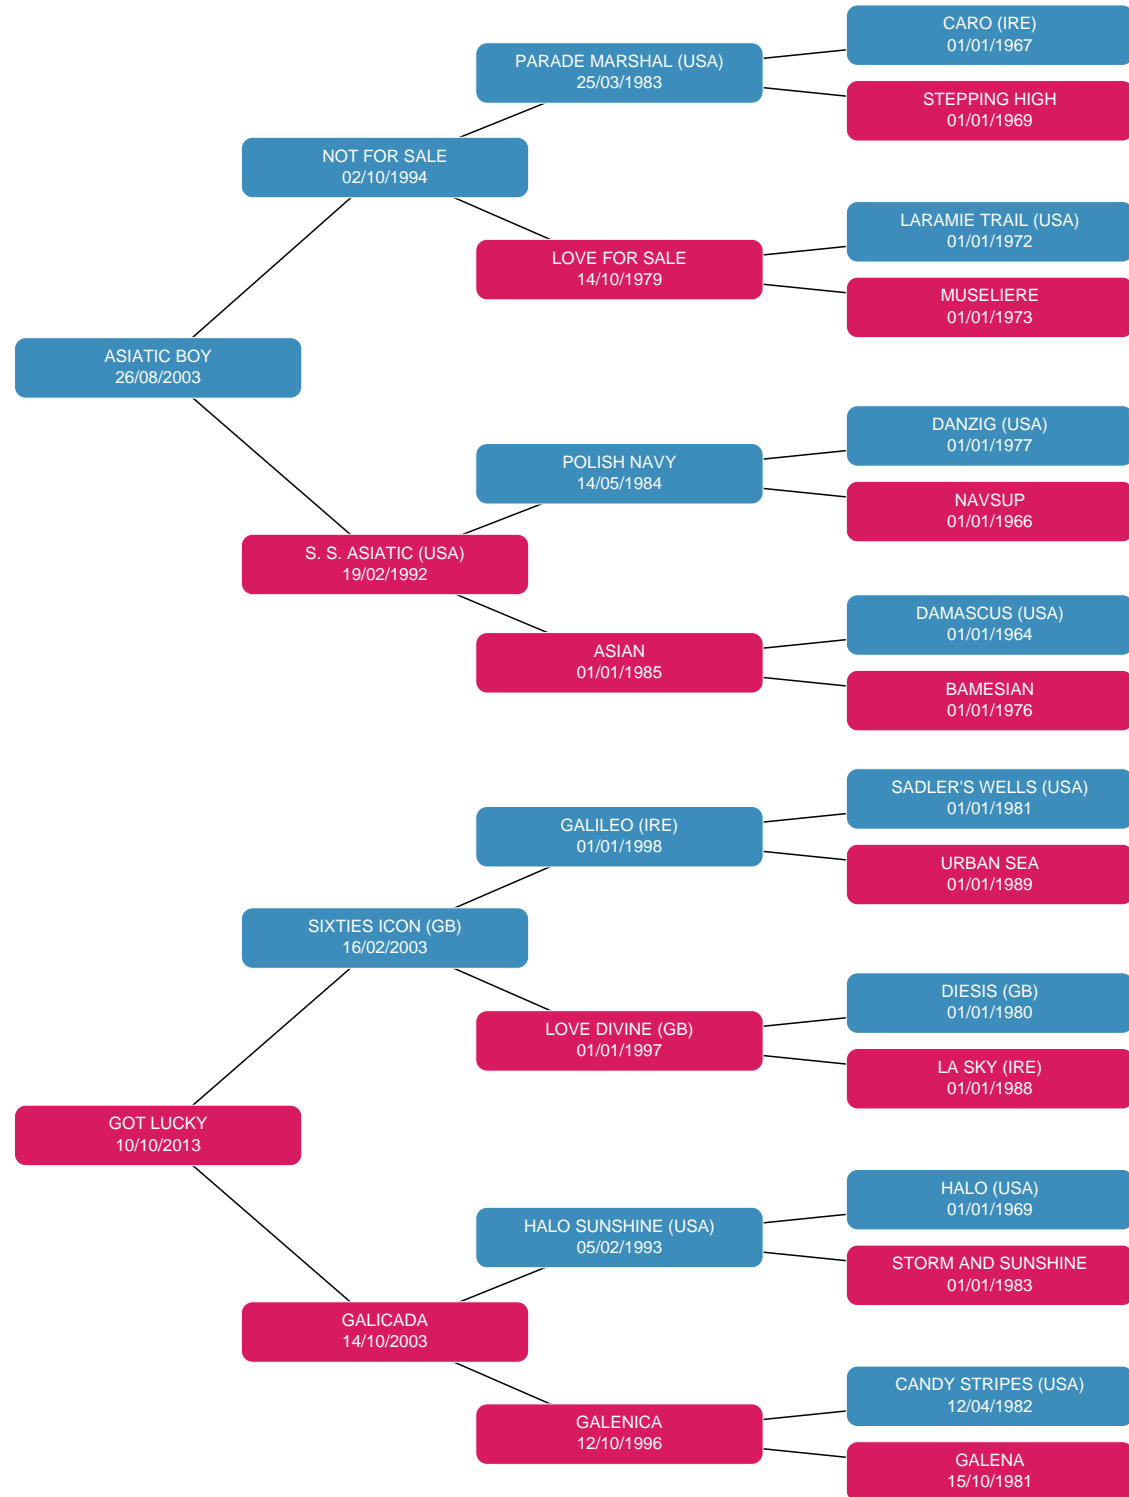 CARO (IRE)
01/01/1967
PARADE MARSHAL (USA)
25/03/1983
STEPPING HIGH
01/01/1969
NOT FOR SALE
02/10/1994
LARAMIE TRAIL (USA)
01/01/1972
LOVE FOR SALE
14/10/1979
MUSELIERE
01/01/1973
ASIATIC BOY
26/08/2003
DANZIG (USA)
01/01/1977
POLISH NAVY
14/05/1984
NAVSUP
01/01/1966
S. S. ASIATIC (USA)
19/02/1992
DAMASCUS (USA)
01/01/1964
ASIAN
01/01/1985
BAMESIAN
01/01/1976
SADLER'S WELLS (USA)
01/01/1981
GALILEO (IRE)
01/01/1998
URBAN SEA
01/01/1989
SIXTIES ICON (GB)
16/02/2003
DIESIS (GB)
01/01/1980
LOVE DIVINE (GB)
01/01/1997
LA SKY (IRE)
01/01/1988
GOT LUCKY
10/10/2013
HALO (USA)
01/01/1969
HALO SUNSHINE (USA)
05/02/1993
STORM AND SUNSHINE
01/01/1983
GALICADA
14/10/2003
CANDY STRIPES (USA)
12/04/1982
GALENICA
12/10/1996
GALENA
15/10/1981